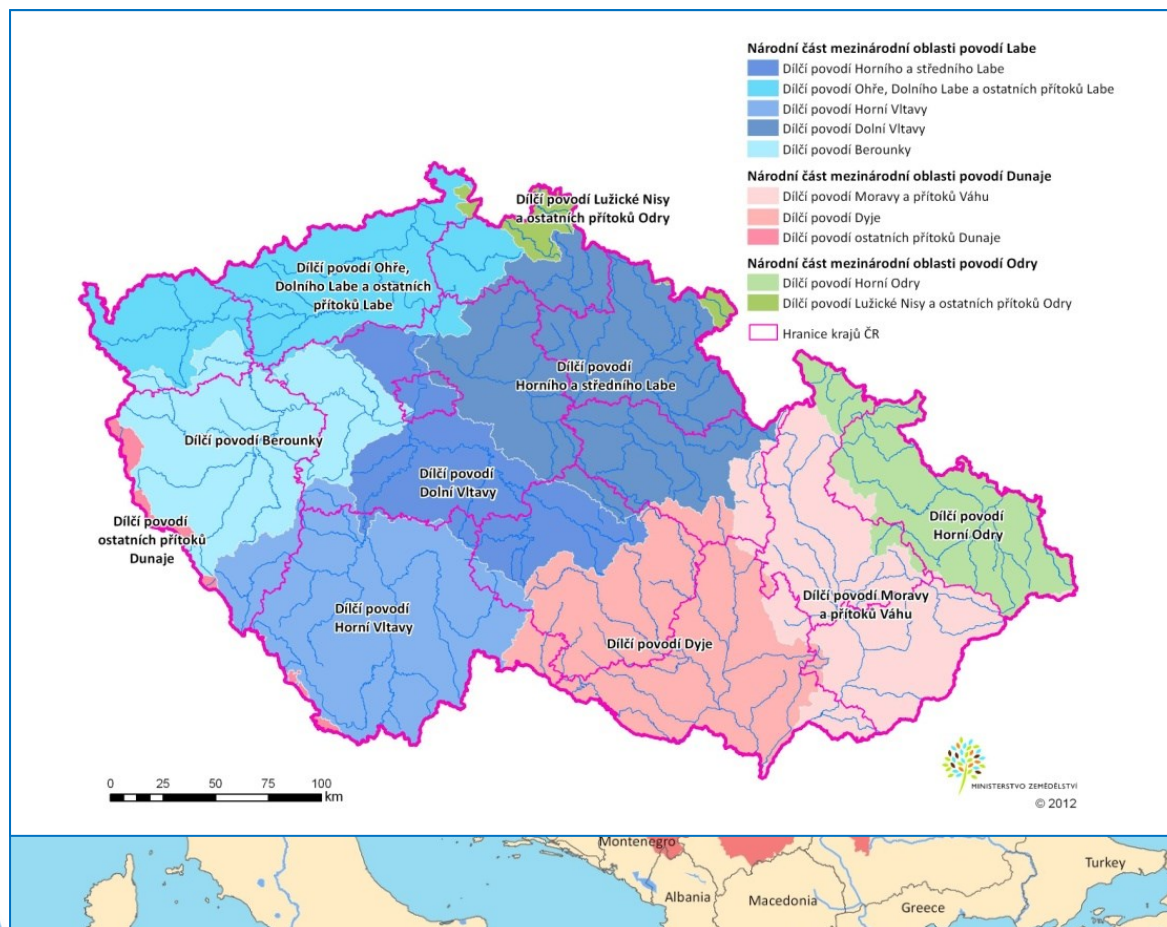 Národní část mezinárodní oblasti povodí Labe
Dílčí povodí Horního a středního Labe
Dílčí povodí Ohře, Dolního Labe a ostatních přítoků Labe
Dílčí povodí Horní Vltavy
Dílčí povodí Dolní Vltavy
Dílčí povodí Berounky
Národní část mezinárodní oblasti povodí Dunaje
Dílčí povodí Moravy a přítoků Váhu
Dílčí povodí Dyje
Dílčí povodí ostatních přítoků Dunaje
Národní část mezinárodní oblasti povodí Odry
Dílčí povodí Horní Odry
Dílčí povodí Lužické Nisy a ostatních přítoků Odry
Hranice krajů ČR
Dílčí povodí Lužické Nisy
a ostatních přítoků Odry
Dílčí povodí Ohře,
Dolního Labe a ostatních
přítoků Labe
Dílčí povodí
Horního a středního Labe
Dílčí povodí Berounky
Dílčí povodí
Dolní Vltavy
Dílčí povodí
ostatních přítoků
Dunaje
Dílčí povodí
Horní Odry
Dílčí povodí
Horní Vltavy
Dílčí povodí Moravy
a přítoků Váhu
Dílčí povodí Dyje
0 25 50 75 100
km
MINISTERSTVO ZEMĚDĚLSTVÍ
© 2012
Montenegro
Albania
Macedonia
Greece
Turkey